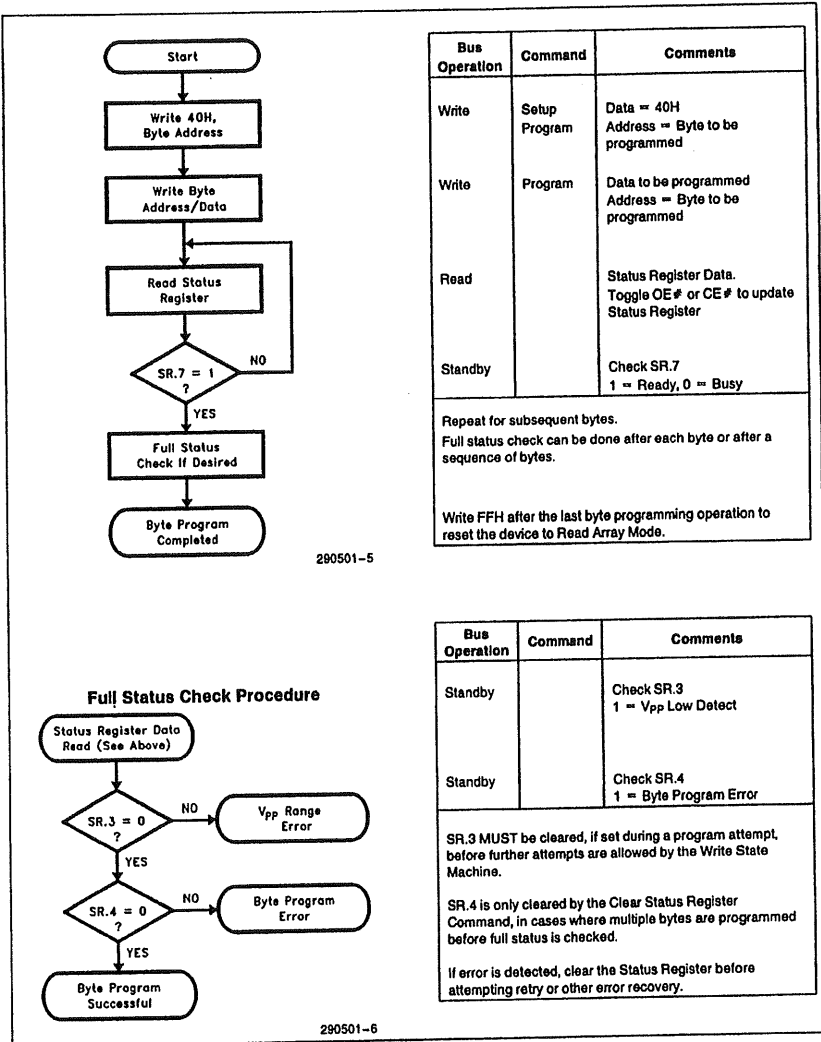 Start
Write 40H,
Byte Address
Write Byte
Address/Data
Read Status
Register
SR.7 = 1
?
NO
YES
Full Status
Check If Desired
Byte Program
Completed
290501-5
Bus
Operation
Command
Comments
Write
Setup
Program
Data = 40H
Address = Byte to be
programmed
Write
Program
Data to be programmed
Address = Byte to be
programmed
Read
Status Register Data.
Toggle OE# or CE# to update
Status Register
Standby
Check SR.7
1 = Ready, 0 = Busy
Repeat for subsequent bytes.
Full status check can be done after each byte or after a
sequence of bytes.
Write FFH after the last byte programming operation to
reset the device to Read Array Mode.
Full Status Check Procedure
Status Register Data
Read (See Above)
SR.3 = 0
?
NO
VPP Range
Error
YES
SR.4 = 0
?
NO
Byte Program
Error
YES
Byte Program
Successful
290501-6
Bus
Operation
Command
Comments
Standby
Check SR.3
1 = VPP Low Detect
Standby
Check SR.4
1 = Byte Program Error
SR.3 MUST be cleared, if set during a program attempt,
before further attempts are allowed by the Write State
Machine.
SR.4 is only cleared by the Clear Status Register
Command, in cases where multiple bytes are programmed
before full status is checked.
If error is detected, clear the Status Register before
attempting retry or other error recovery.